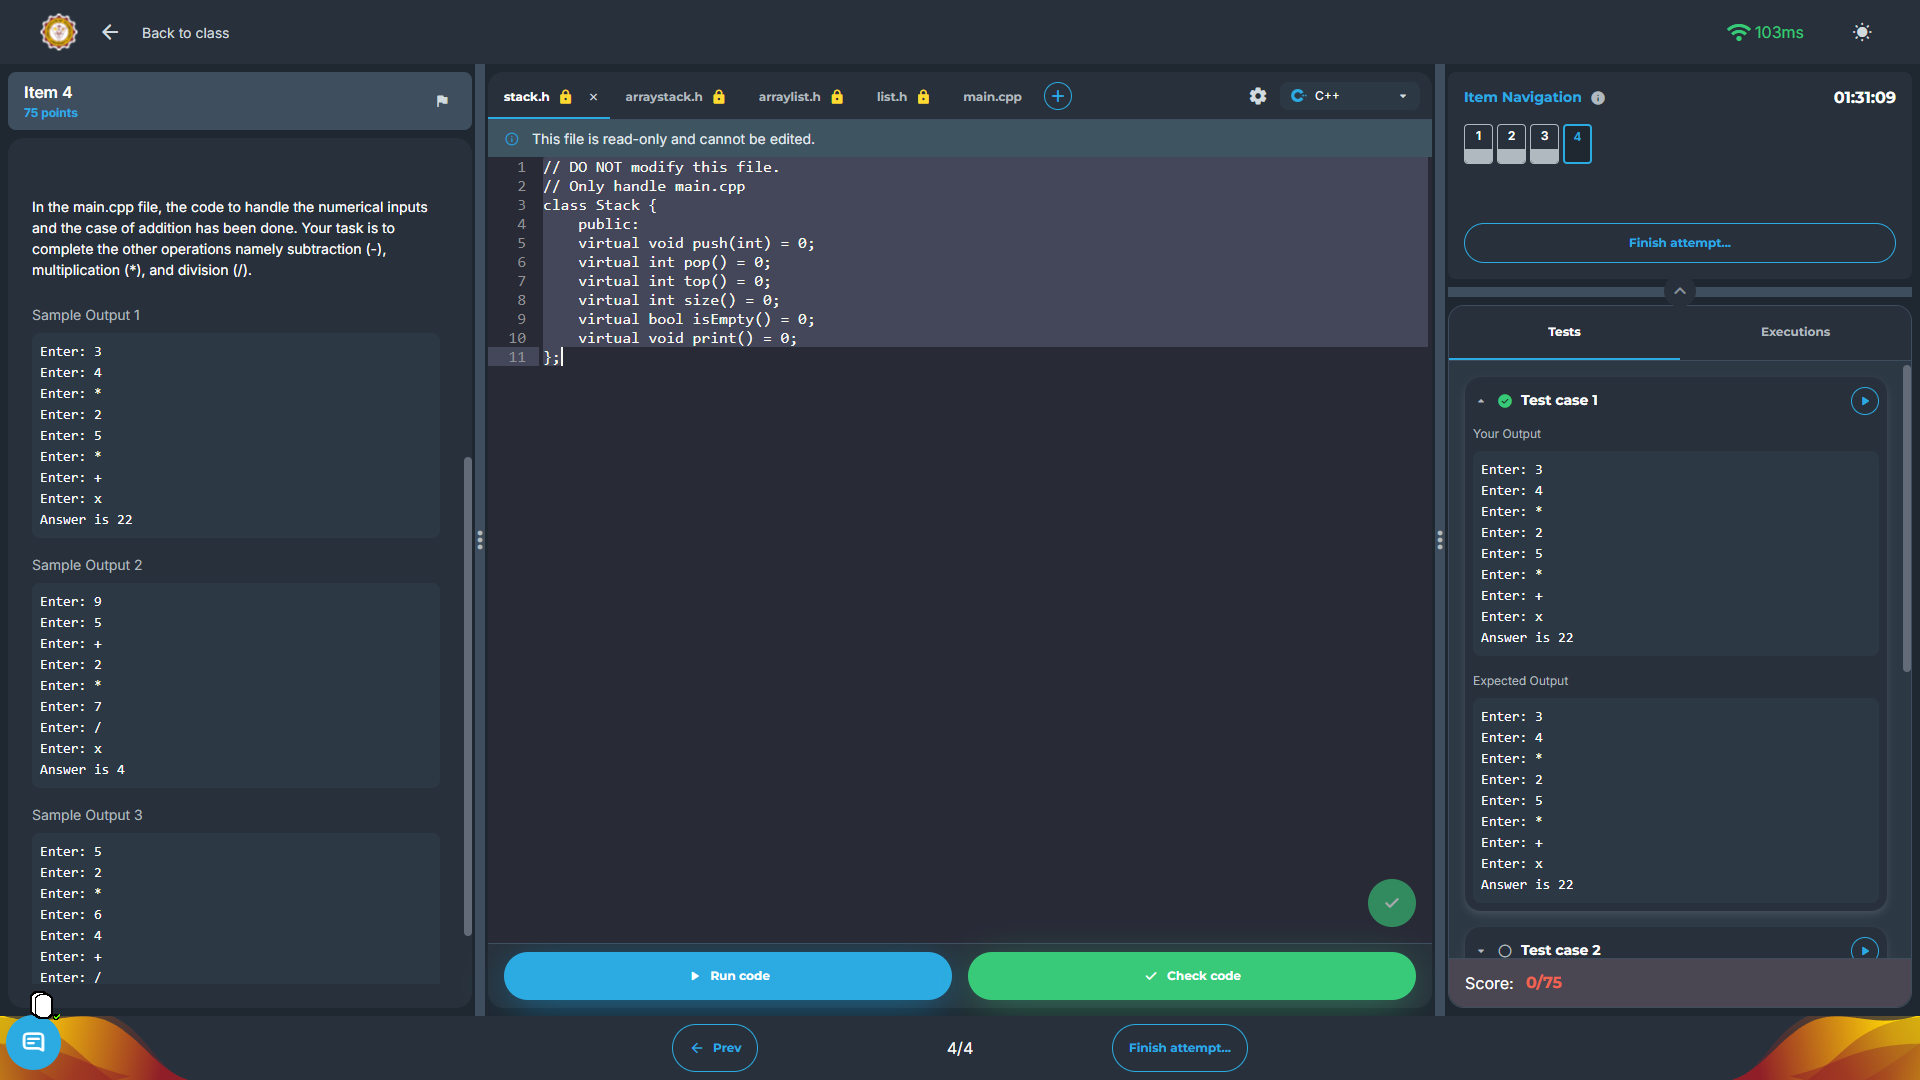 Back to class
103ms
Item 4
75 points
In the main.cpp file, the code to handle the numerical inputs
and the case of addition has been done. Your task is to
complete the other operations namely subtraction (-),
multiplication (*), and division (/).
Sample Output 1
Enter: 3
Enter: 4
Enter: *
Enter: 2
Enter: 5
Enter: *
Enter: +
Enter: x
Answer is 22
Sample Output 2
Enter: 9
Enter: 5
Enter: +
Enter: 2
Enter: *
Enter: 7
Enter: /
Enter: x
Answer is 4
Sample Output 3
Enter: 5
Enter: 2
Enter: *
Enter: 6
Enter: 4
Enter: +
Enter: /
stack.h
arraystack.h
arraylist.h
list.h
main.cpp
C++
This file is read-only and cannot be edited.
1 // DO NOT modify this file.
2 // Only handle main.cpp
3 class Stack {
4 public:
5 virtual void push(int) = 0;
6 virtual int pop() = 0;
7 virtual int top() = 0;
8 virtual int size() = 0;
9 virtual bool isEmpty() = 0;
10 virtual void print() = 0;
11 };
Run code
Check code
Item Navigation
01:31:09
1 2 3 4
Finish attempt...
Tests
Executions
Test case 1
Your Output
Enter: 3
Enter: 4
Enter: *
Enter: 2
Enter: 5
Enter: *
Enter: +
Enter: x
Answer is 22
Expected Output
Enter: 3
Enter: 4
Enter: *
Enter: 2
Enter: 5
Enter: *
Enter: +
Enter: x
Answer is 22
Test case 2
Score: 0/75
Prev
4/4
Finish attempt...